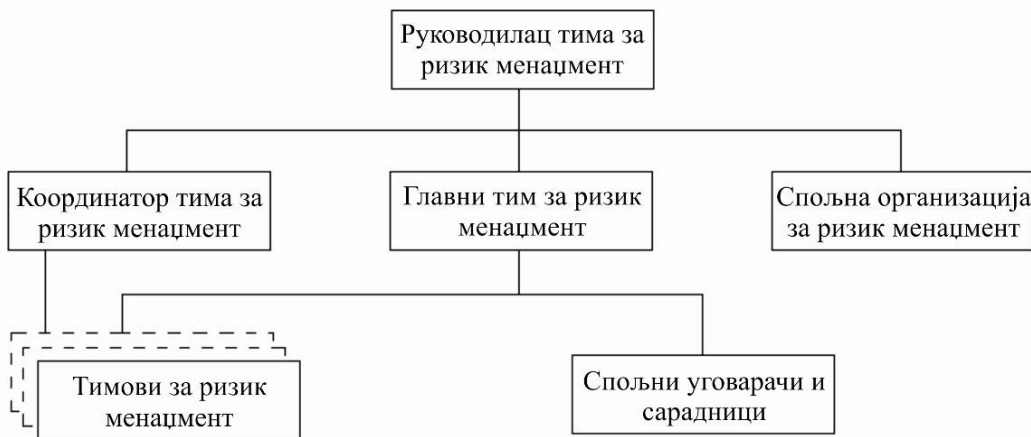 Руководилац тима за
ризик менаџмент
Координатор тима за
ризик менаџмент
Главни тим за ризик
менаџмент
Спољна организација
за ризик менаџмент
Тимови за ризик
менаџмент
Спољни уговарачи и
сарадници